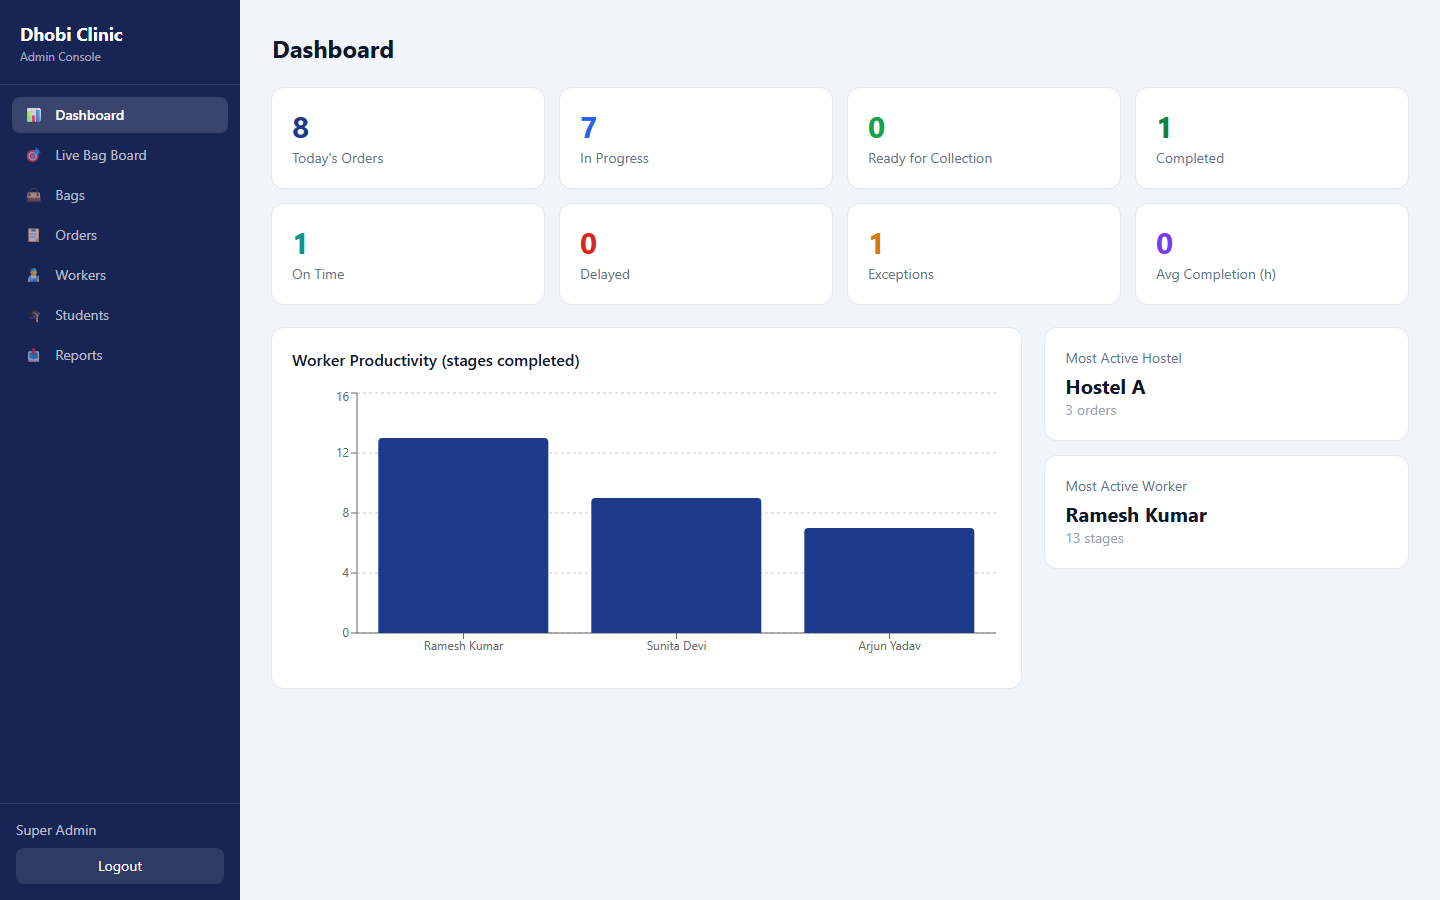 Dhobi Clinic
Admin Console
Dashboard
Live Bag Board
Bags
Orders
Workers
Students
Reports
Super Admin
Logout
Dashboard
8
Today's Orders
7
In Progress
0
Ready for Collection
1
Completed
1
On Time
0
Delayed
1
Exceptions
0
Avg Completion (h)
Worker Productivity (stages completed)
16
12
8
4
0
Ramesh Kumar
Sunita Devi
Arjun Yadav
Most Active Hostel
Hostel A
3 orders
Most Active Worker
Ramesh Kumar
13 stages